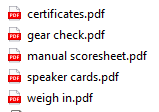 certificates.pdf
gear check.pdf
manual scoresheet.pdf
speaker cards.pdf
weigh in.pdf